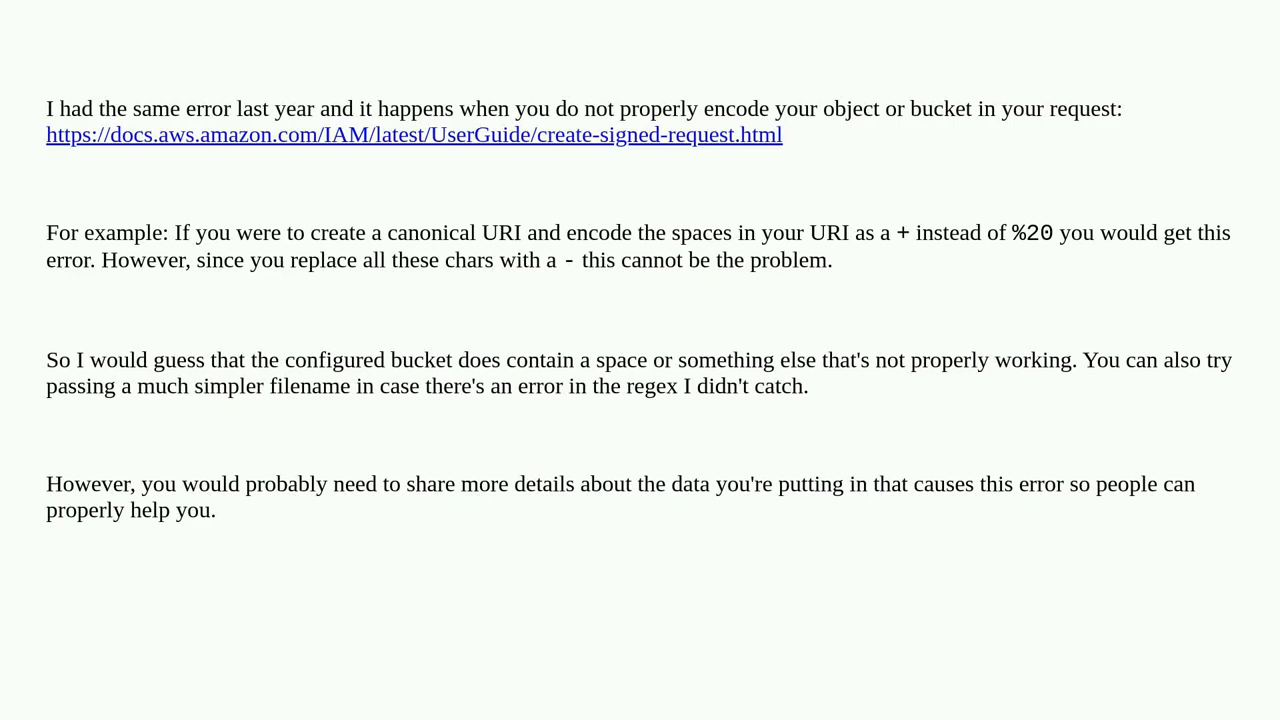 I had the same error last year and it happens when you do not properly encode your object or bucket in your request:
https://docs.aws.amazon.com/IAM/latest/UserGuide/create-signed-request.html
For example: If you were to create a canonical URI and encode the spaces in your URI as a + instead of %20 you would get this
error. However, since you replace all these chars with a - this cannot be the problem.
So I would guess that the configured bucket does contain a space or something else that's not properly working. You can also try
passing a much simpler filename in case there's an error in the regex I didn't catch.
However, you would probably need to share more details about the data you're putting in that causes this error so people can
properly help you.